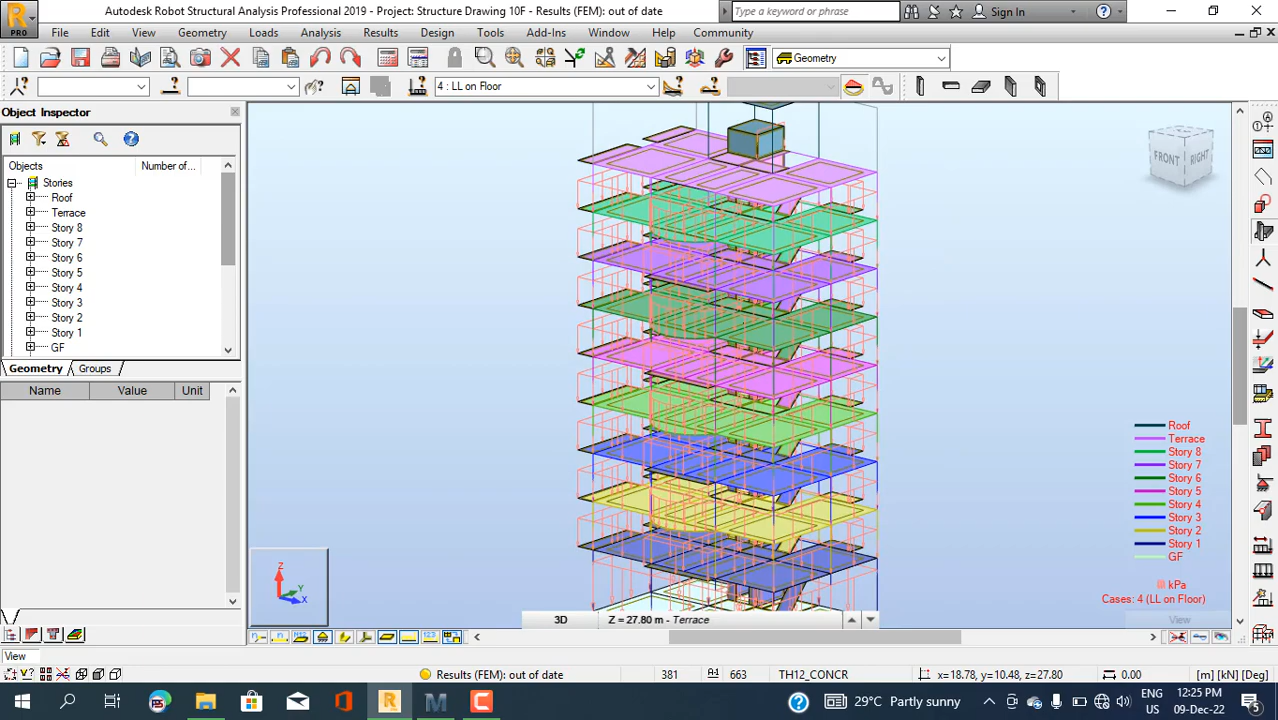 Autodesk Robot Structural Analysis Professional 2019 - Project: Structure Drawing 10F - Results (FEM): out of date
Type a keyword or phrase
Sign In
PRO
File Edit View Geometry Loads Analysis Results Design Tools Add-Ins Window Help Community
Geometry
4 : LL on Floor
Object Inspector
Objects Number of...
Stories
Roof
Terrace
Story 8
Story 7
Story 6
Story 5
Story 4
Story 3
Story 2
Story 1
GF
Geometry Groups
Name Value Unit
FRONT RIGHT
Roof
Terrace
Story 8
Story 7
Story 6
Story 5
Story 4
Story 3
Story 2
Story 1
GF
kPa
Cases: 4 (LL on Floor)
Z
Y
X
3D Z = 27.80 m - Terrace
View
View
Results (FEM): out of date 381 663 TH12_CONCR x=18.78, y=10.48, z=27.80 0.00 [m] [kN] [Deg]
29°C Partly sunny
ENG
US
12:25 PM
09-Dec-22
5